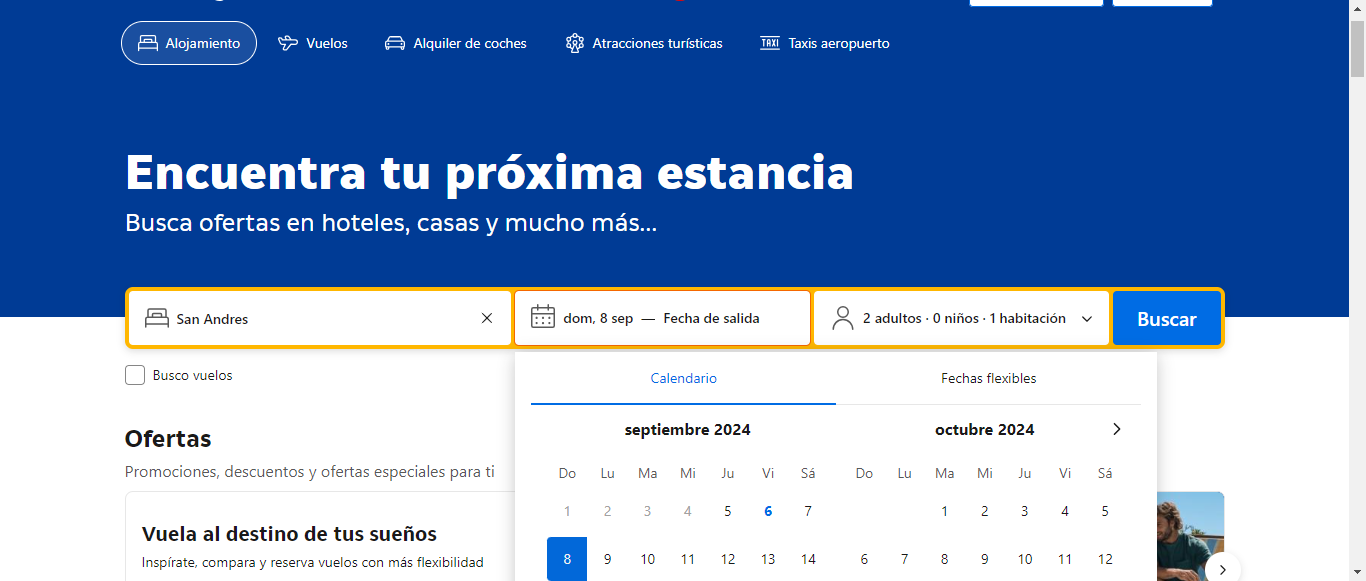 Alojamiento Vuelos Alquiler de coches Atracciones turísticas TAXI Taxis aeropuerto
Encuentra tu próxima estancia
Busca ofertas en hoteles, casas y mucho más...
San Andres dom, 8 sep — Fecha de salida 2 adultos · 0 niños · 1 habitación Buscar
Busco vuelos
Calendario Fechas flexibles
septiembre 2024 octubre 2024
Do Lu Ma Mi Ju Vi Sá Do Lu Ma Mi Ju Vi Sá
1 2 3 4 5 6 7 1 2 3 4 5
8 9 10 11 12 13 14 6 7 8 9 10 11 12
Ofertas
Promociones, descuentos y ofertas especiales para ti
Vuela al destino de tus sueños
Inspírate, compara y reserva vuelos con más flexibilidad